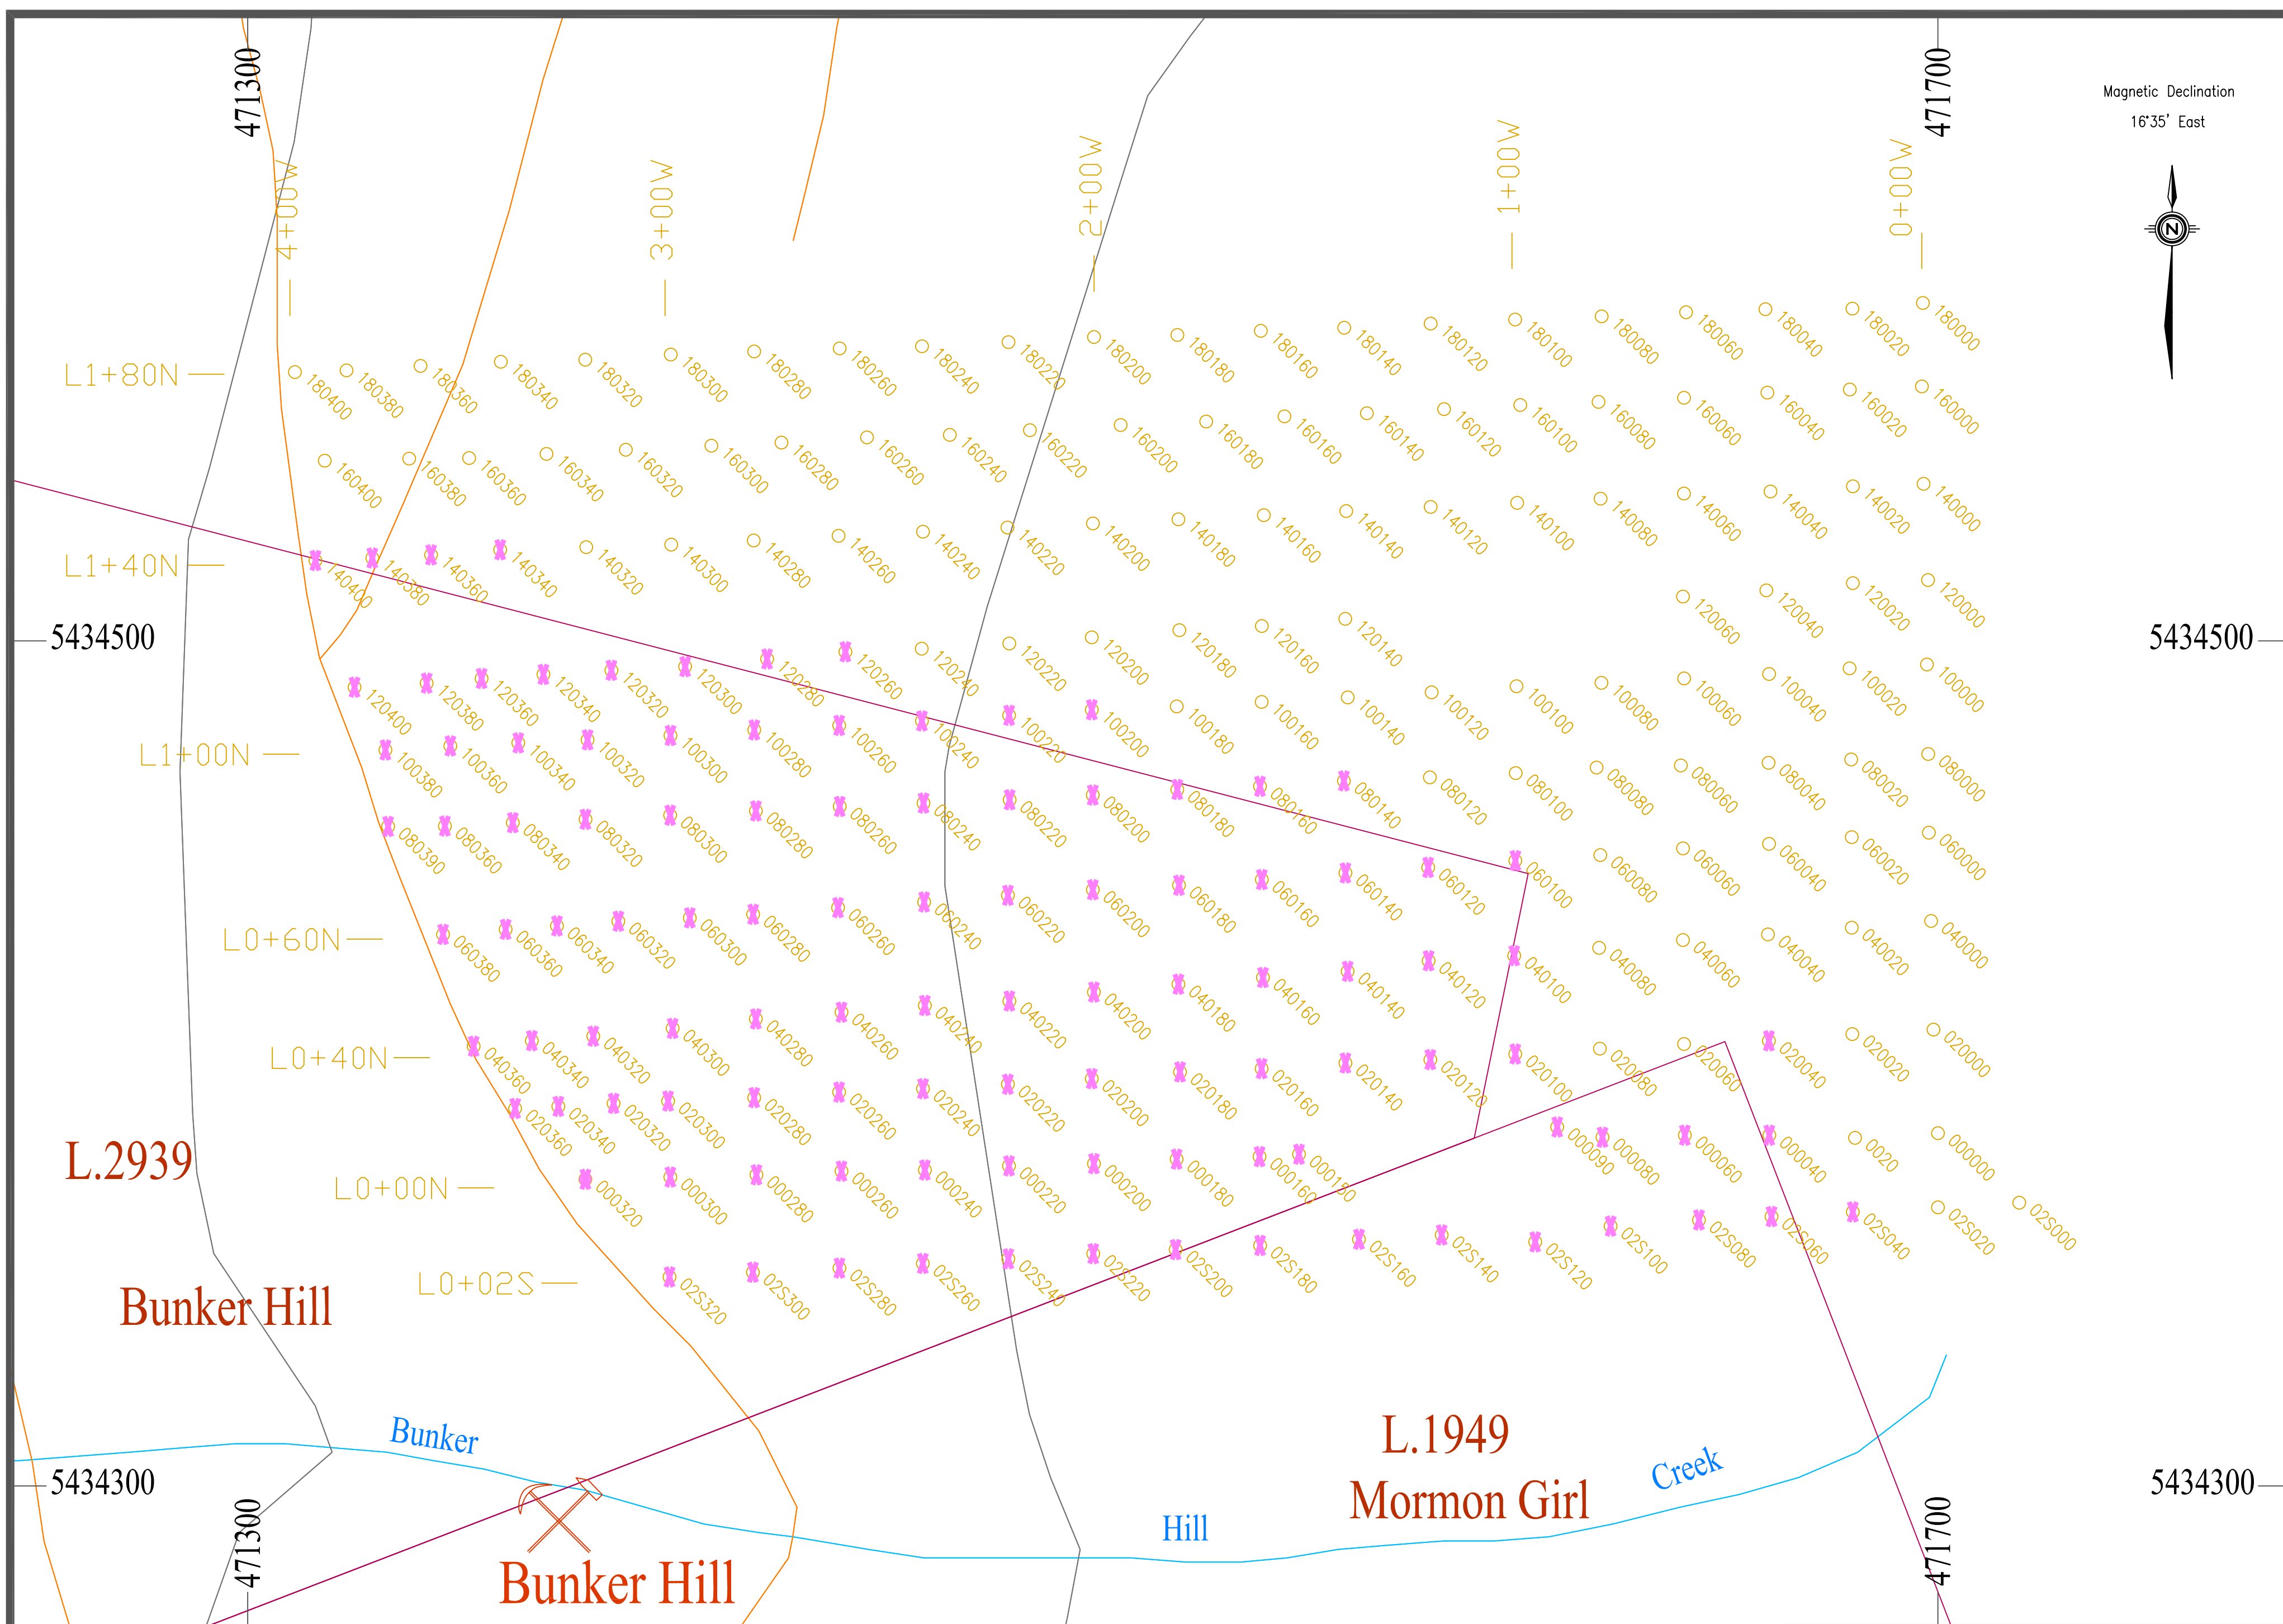 471300
471700
Magnetic Declination
16°35' East
4+00W
3+00W
2+00W
1+00W
0+00W
L1+80N
180400 180380 180360 180340 180320 180300 180280 180260 180240 180220 180200 180180 180160 180140 180120 180100 180080 180060 180040 180020 180000
160400 160380 160360 160340 160320 160300 160280 160260 160240 160220 160200 160180 160160 160140 160120 160100 160080 160060 160040 160020 160000
L1+40N
140400 140380 140360 140340 140320 140300 140280 140260 140240 140220 140200 140180 140160 140140 140120 140100 140080 140060 140040 140020 140000
5434500
5434500
120400 120380 120360 120340 120320 120300 120280 120260 120240 120220 120200 120180 120160 120140 120060 120040 120020 120000
L1+00N
100380 100360 100340 100320 100300 100280 100260 100240 100220 100200 100180 100160 100140 100120 100100 100080 100060 100040 100020 100000
080390 080360 080340 080320 080300 080280 080260 080240 080220 080200 080180 080160 080140 080120 080100 080080 080060 080040 080020 080000
L0+60N
060380 060360 060340 060320 060300 060280 060260 060240 060220 060200 060180 060160 060140 060120 060100 060080 060060 060040 060020 060000
L0+40N
040360 040340 040320 040300 040280 040260 040240 040220 040200 040180 040160 040140 040120 040100 040080 040060 040040 040020 040000
020360 020340 020320 020300 020280 020260 020240 020220 020200 020180 020160 020140 020120 020100 020080 020060 020040 020020 020000
L.2939
L0+00N
000320 000300 000280 000260 000240 000220 000200 000180 000160 000150 000090 000080 000060 000040 0020 000000
L0+02S
02S320 02S300 02S280 02S260 02S240 02S220 02S200 02S180 02S160 02S140 02S120 02S100 02S080 02S060 02S040 02S020 02S000
Bunker Hill
Bunker
Hill
Creek
L.1949
Mormon Girl
5434300
5434300
Bunker Hill
471300
471700
N